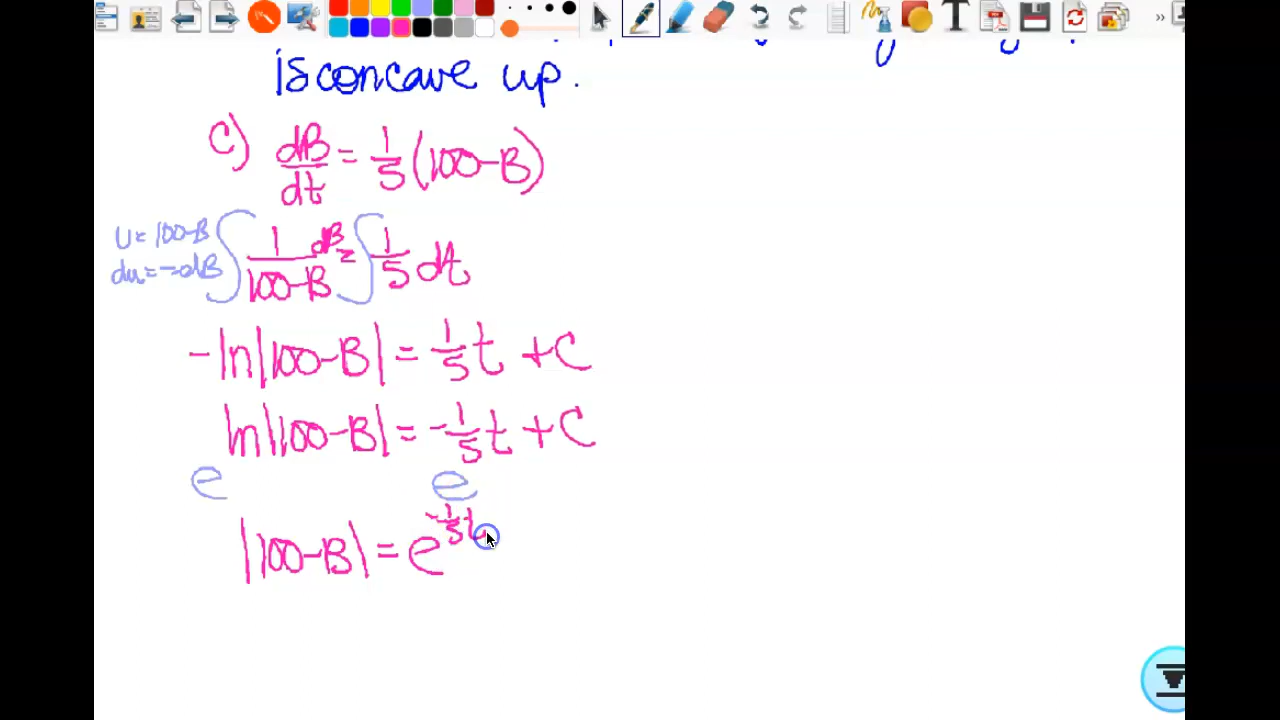 is concave up.
c) dB/dt = 1/5 (100-B)
u = 100-B
du = -dB
∫ 1/(100-B) dB = ∫ 1/5 dt
-ln|100-B| = 1/5 t + C
ln|100-B| = -1/5 t + C
e e
|100-B| = e^(-1/5 t